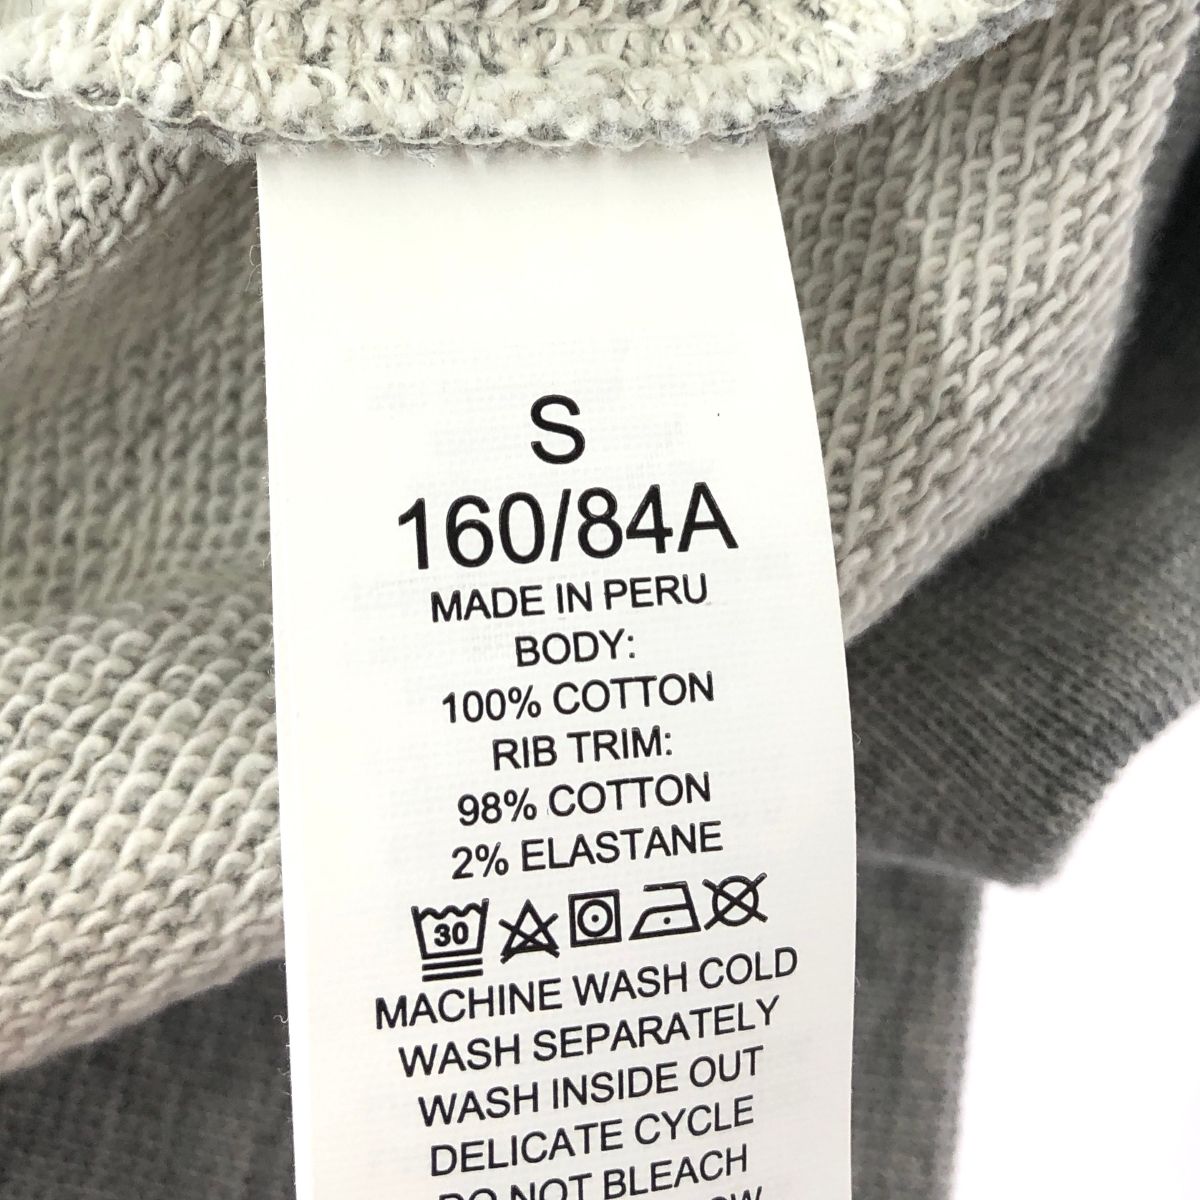 S
160/84A
MADE IN PERU
BODY:
100% COTTON
RIB TRIM:
98% COTTON
2% ELASTANE
30
MACHINE WASH COLD
WASH SEPARATELY
WASH INSIDE OUT
DELICATE CYCLE
DO NOT BLEACH